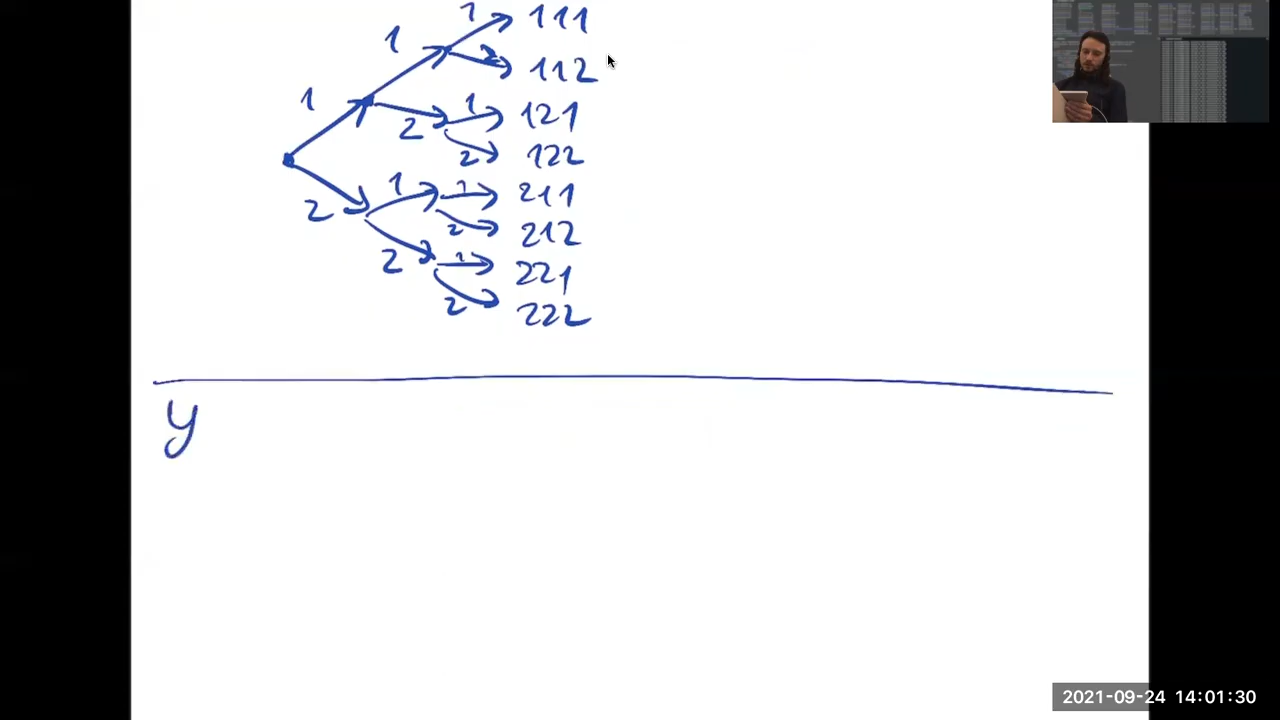 1 1 1 111
2 112
2 1 121
2 122
2 1 1 211
2 212
2 1 221
2 222
y
2021-09-24 14:01:30